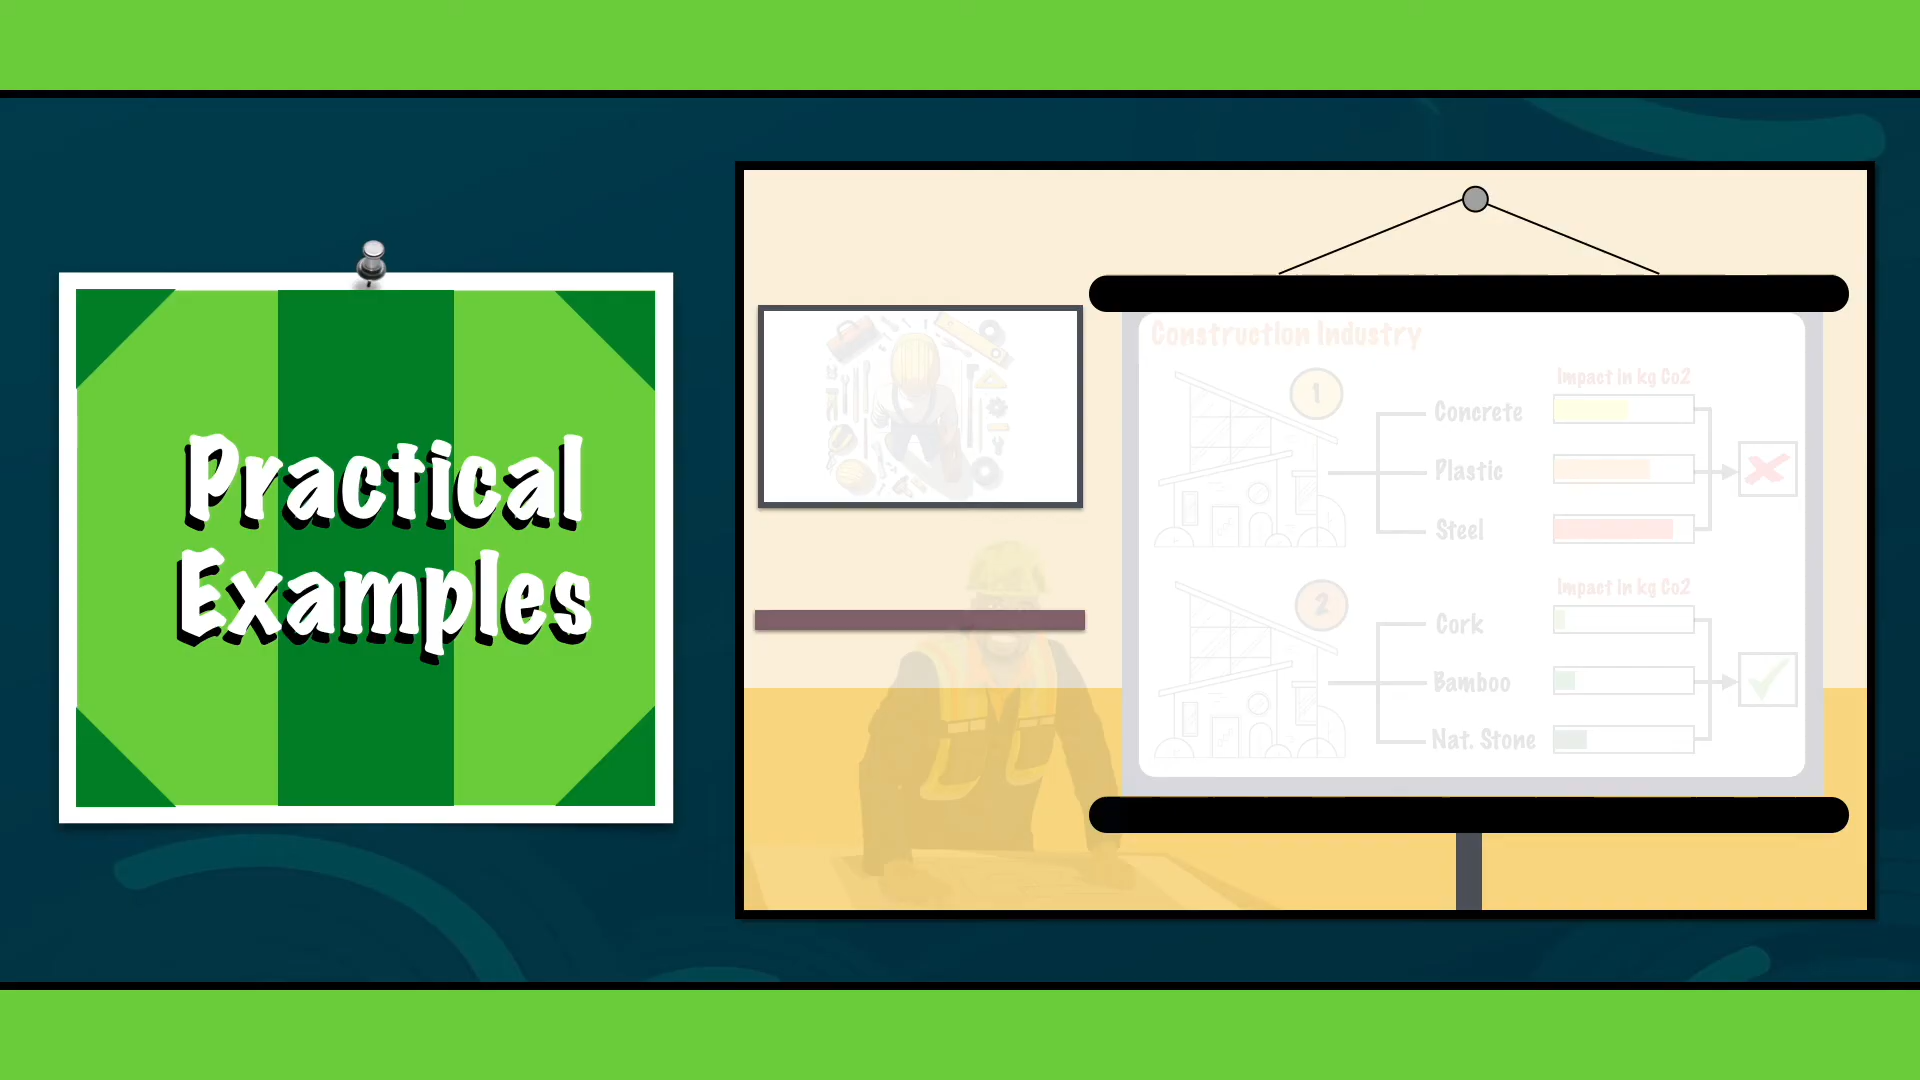 Practical
Examples
Construction Industry
1
Impact in kg Co2
Concrete
Plastic
Steel
2
Impact in kg Co2
Cork
Bamboo
Nat. Stone